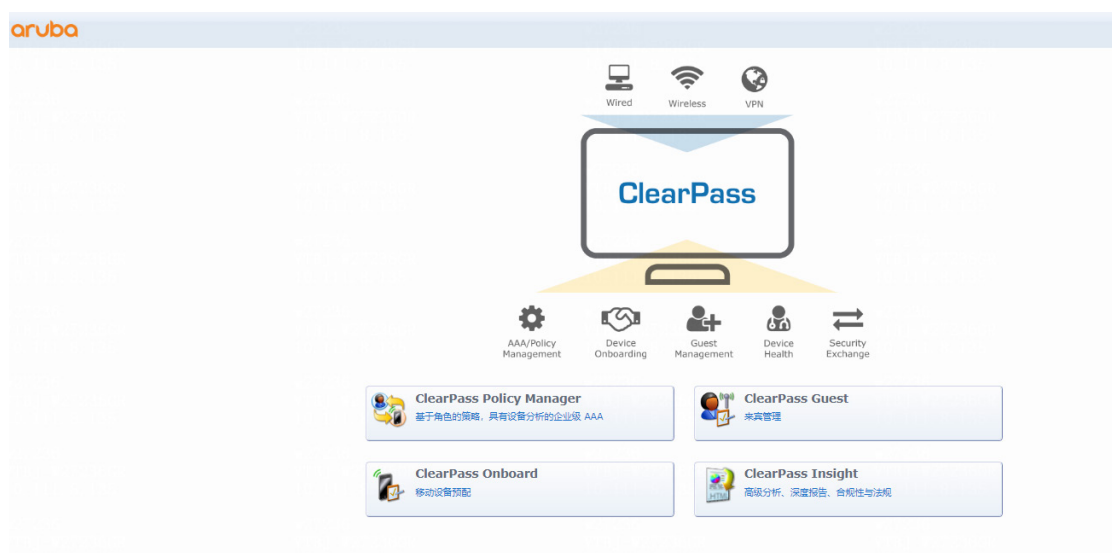 aruba
Wired Wireless VPN
ClearPass
AAA/Policy Management
Device Onboarding
Guest Management
Device Health
Security Exchange
ClearPass Policy Manager
基于角色的策略，具有设备分析的企业级 AAA
ClearPass Guest
来宾管理
ClearPass Onboard
移动设备预配
ClearPass Insight
高级分析、深度报告、合规性与法规